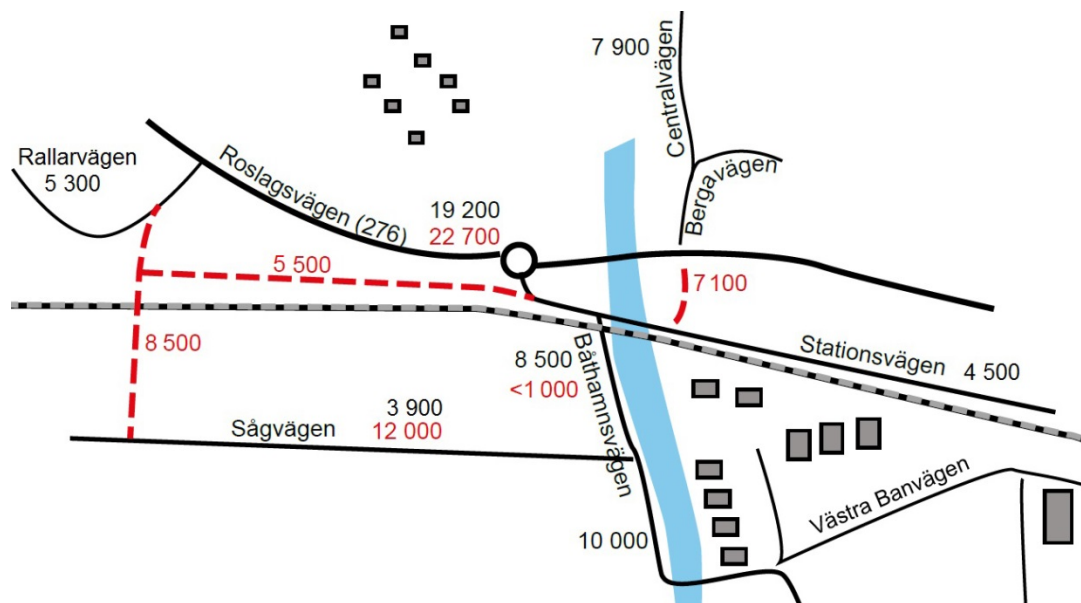 7 900
Centralvägen
Bergavägen
Rallarvägen
5 300
Roslagsvägen (276)
19 200
22 700
5 500
7 100
8 500
8 500
<1 000
Båthamnsvägen
Stationsvägen
4 500
3 900
12 000
Sågvägen
10 000
Västra Banvägen